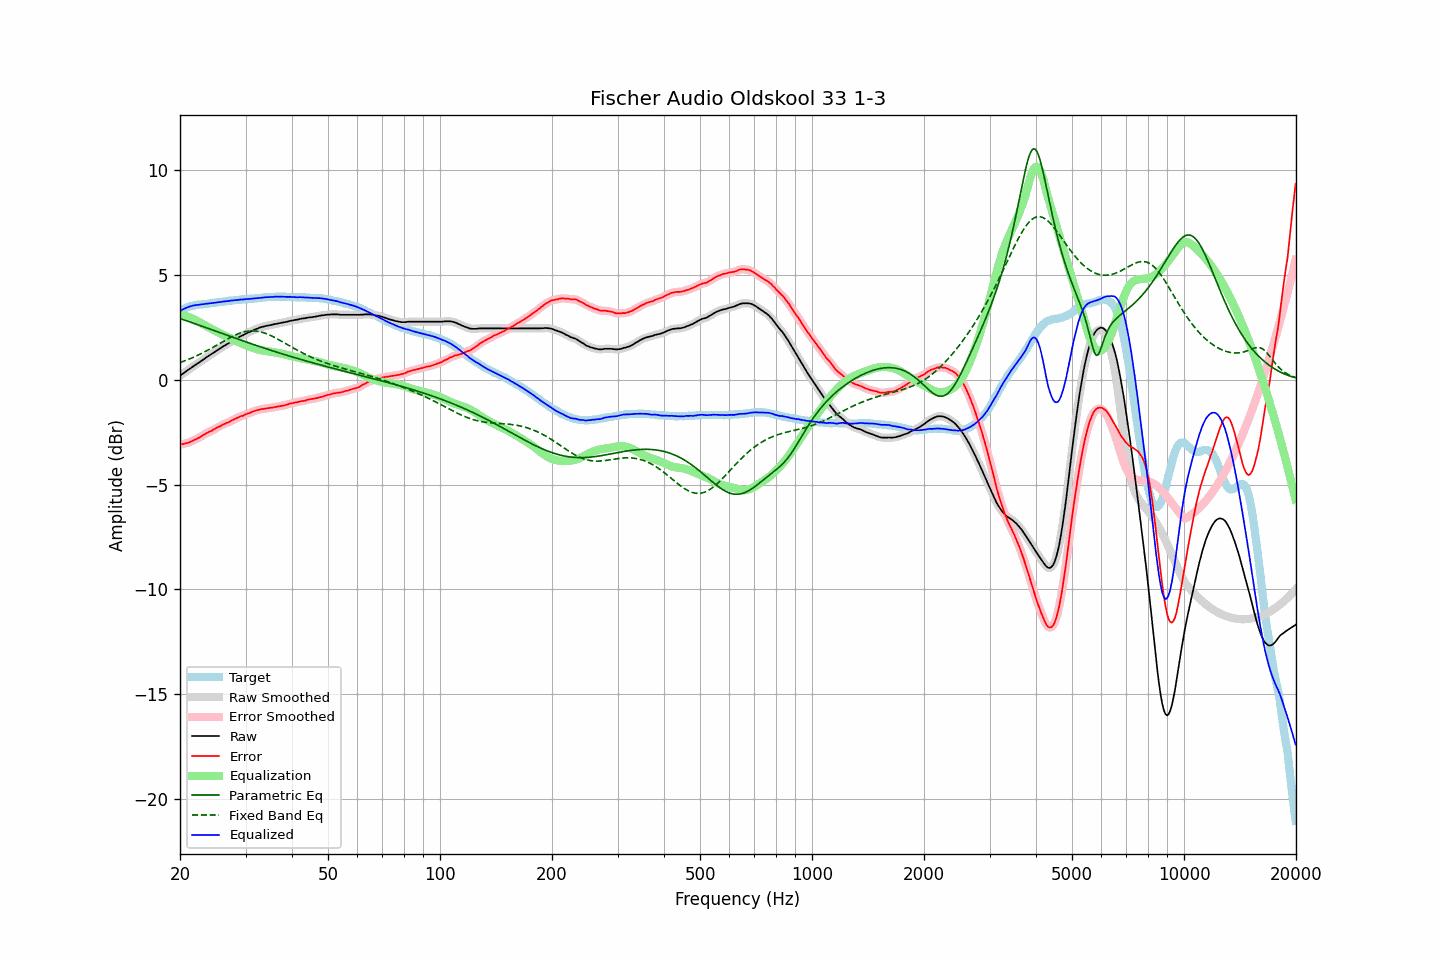 Fischer Audio Oldskool 33 1-3
Amplitude (dBr)
10
5
0
−5
−10
−15
−20
Target
Raw Smoothed
Error Smoothed
Raw
Error
Equalization
Parametric Eq
Fixed Band Eq
Equalized
20 50 100 200 500 1000 2000 5000 10000 20000
Frequency (Hz)